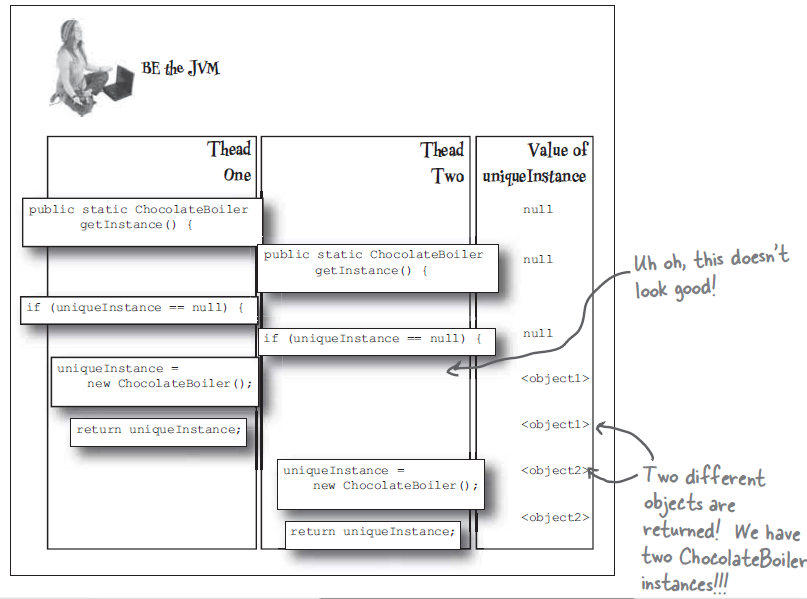 BE the JVM
Thead
One
Thead
Two
Value of
uniqueInstance
public static ChocolateBoiler
getInstance() {
null
public static ChocolateBoiler
getInstance() {
null
Uh oh, this doesn't
look good!
if (uniqueInstance == null) {
if (uniqueInstance == null) {
null
uniqueInstance =
new ChocolateBoiler();
<object1>
return uniqueInstance;
<object1>
uniqueInstance =
new ChocolateBoiler();
<object2>
return uniqueInstance;
<object2>
Two different
objects are
returned! We have
two ChocolateBoiler
instances!!!